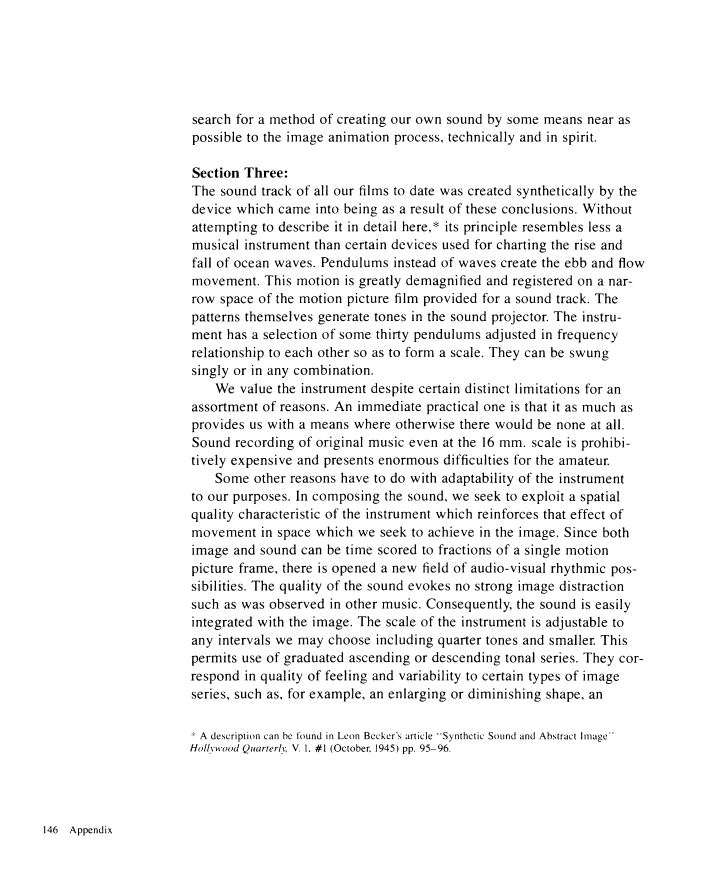 search for a method of creating our own sound by some means near as
possible to the image animation process, technically and in spirit.
Section Three:
The sound track of all our films to date was created synthetically by the
device which came into being as a result of these conclusions. Without
attempting to describe it in detail here,* its principle resembles less a
musical instrument than certain devices used for charting the rise and
fall of ocean waves. Pendulums instead of waves create the ebb and flow
movement. This motion is greatly demagnified and registered on a nar-
row space of the motion picture film provided for a sound track. The
patterns themselves generate tones in the sound projector. The instru-
ment has a selection of some thirty pendulums adjusted in frequency
relationship to each other so as to form a scale. They can be swung
singly or in any combination.
We value the instrument despite certain distinct limitations for an
assortment of reasons. An immediate practical one is that it as much as
provides us with a means where otherwise there would be none at all.
Sound recording of original music even at the 16 mm. scale is prohibi-
tively expensive and presents enormous difficulties for the amateur.
Some other reasons have to do with adaptability of the instrument
to our purposes. In composing the sound, we seek to exploit a spatial
quality characteristic of the instrument which reinforces that effect of
movement in space which we seek to achieve in the image. Since both
image and sound can be time scored to fractions of a single motion
picture frame, there is opened a new field of audio-visual rhythmic pos-
sibilities. The quality of the sound evokes no strong image distraction
such as was observed in other music. Consequently, the sound is easily
integrated with the image. The scale of the instrument is adjustable to
any intervals we may choose including quarter tones and smaller. This
permits use of graduated ascending or descending tonal series. They cor-
respond in quality of feeling and variability to certain types of image
series, such as, for example, an enlarging or diminishing shape, an
* A description can be found in Leon Becker's article "Synthetic Sound and Abstract Image"
Hollywood Quarterly, V. 1, #1 (October, 1945) pp. 95–96.
146 Appendix